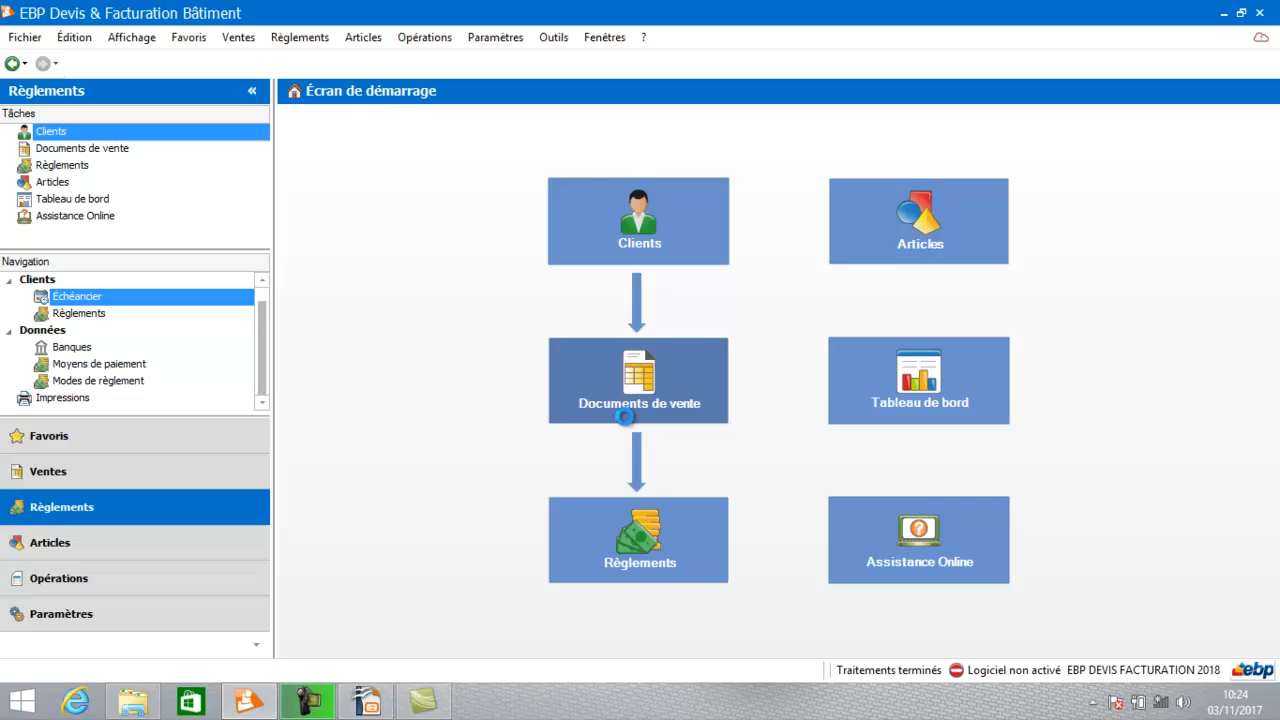 EBP Devis & Facturation Bâtiment
Fichier Édition Affichage Favoris Ventes Règlements Articles Opérations Paramètres Outils Fenêtres ?
Règlements «
Écran de démarrage
Tâches
Clients
Documents de vente
Règlements
Articles
Tableau de bord
Assistance Online
Navigation
Clients
Échéancier
Règlements
Données
Banques
Moyens de paiement
Modes de règlement
Impressions
Favoris
Ventes
Règlements
Articles
Opérations
Paramètres
Clients
Articles
Documents de vente
Tableau de bord
Règlements
Assistance Online
Traitements terminés Logiciel non activé EBP DEVIS FACTURATION 2018 ebp
10:24
03/11/2017